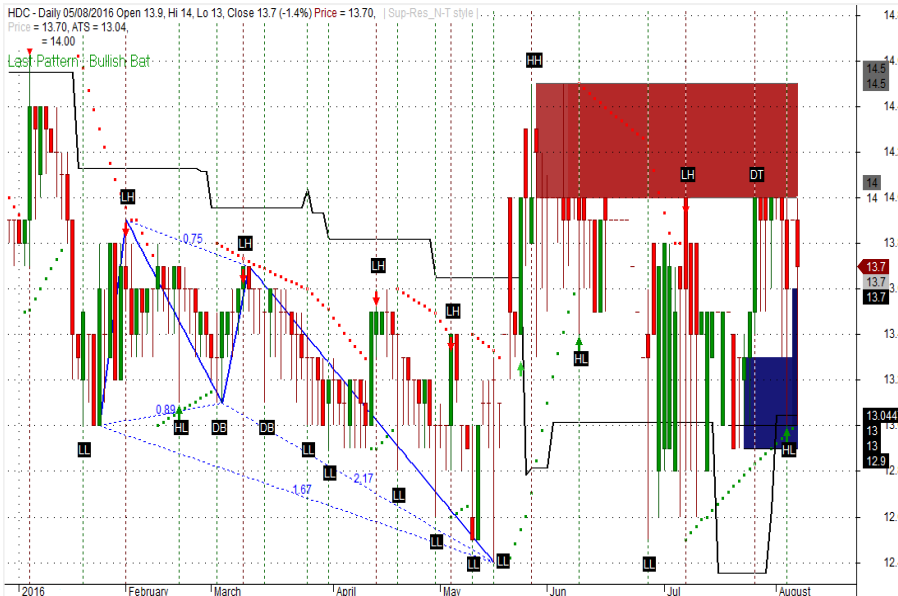 HDC - Daily 05/08/2016 Open 13.9, Hi 14, Lo 13, Close 13.7 (-1.4%) Price = 13.70, | Sup-Res_N-T style |
Price = 13.70, ATS = 13.04,
= 14.00
Last Pattern : Bullish Bat
HH
14.5
14.5
LH
DT
14
14
LH
0.75
LH
LH
13.7
13.7
13.7
LH
HL
0.89
HL
DB
DB
13.044
13
13
12.9
LL
LL
LL
2.17
1.67
LL
HL
LL
LL
LL
LL
2016
February
March
April
May
Jun
Jul
August